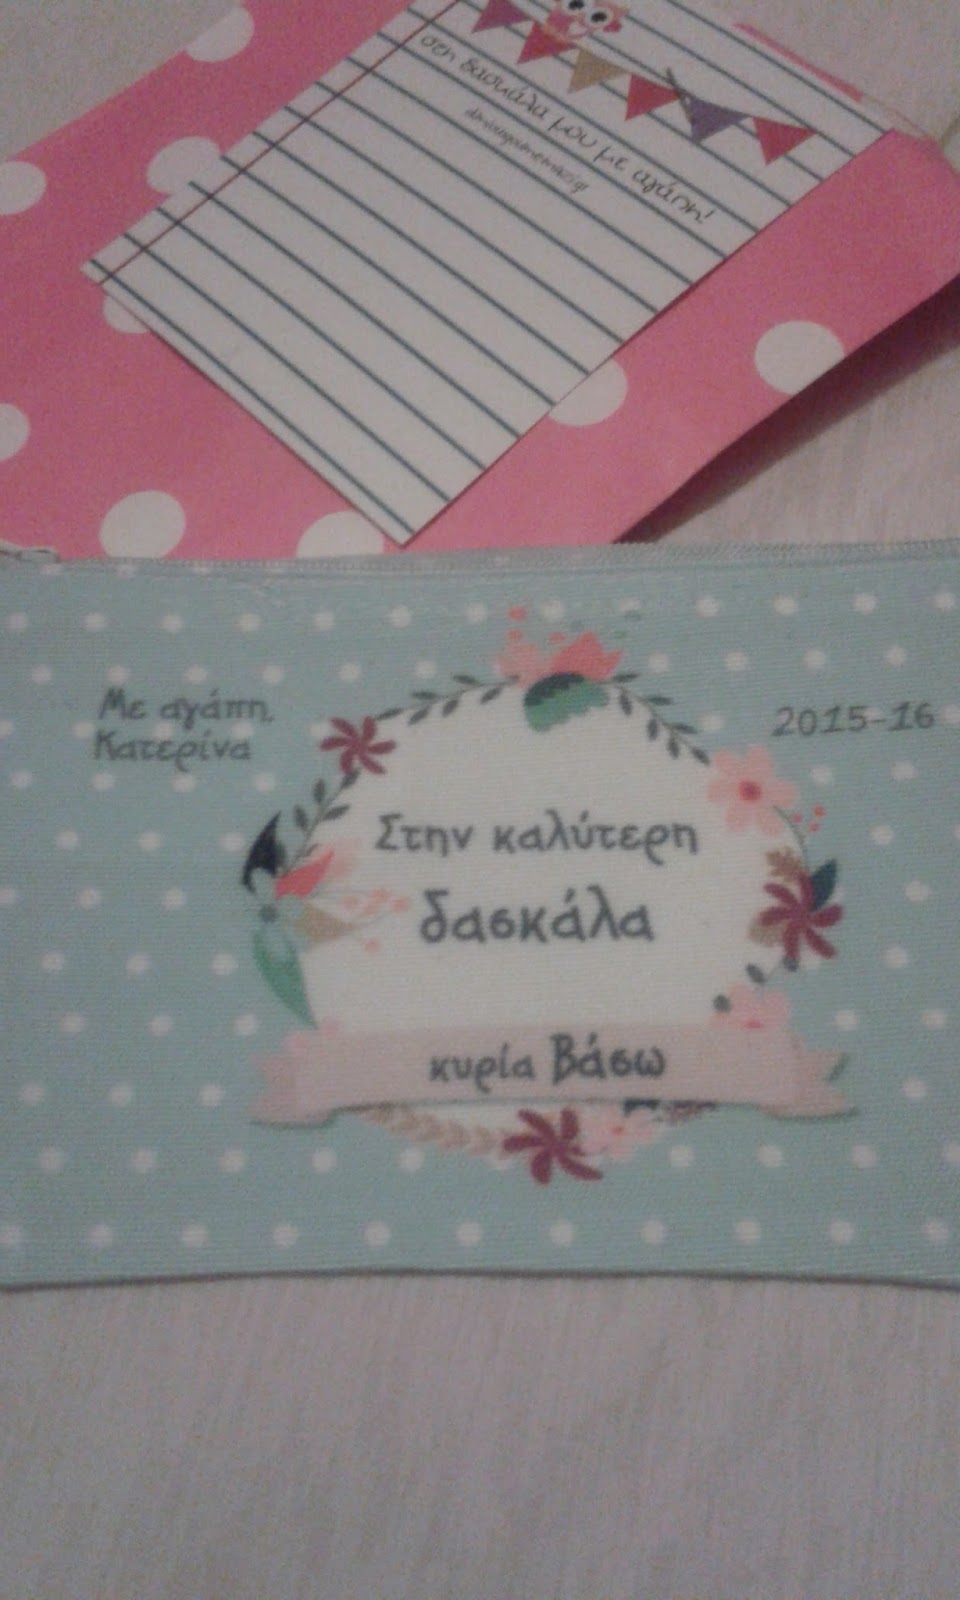 στη δασκάλα μου με αγάπη!
Με αγάπη,
Κατερίνα
2015-16
Στην καλύτερη
δασκάλα
κυρία Βάσω